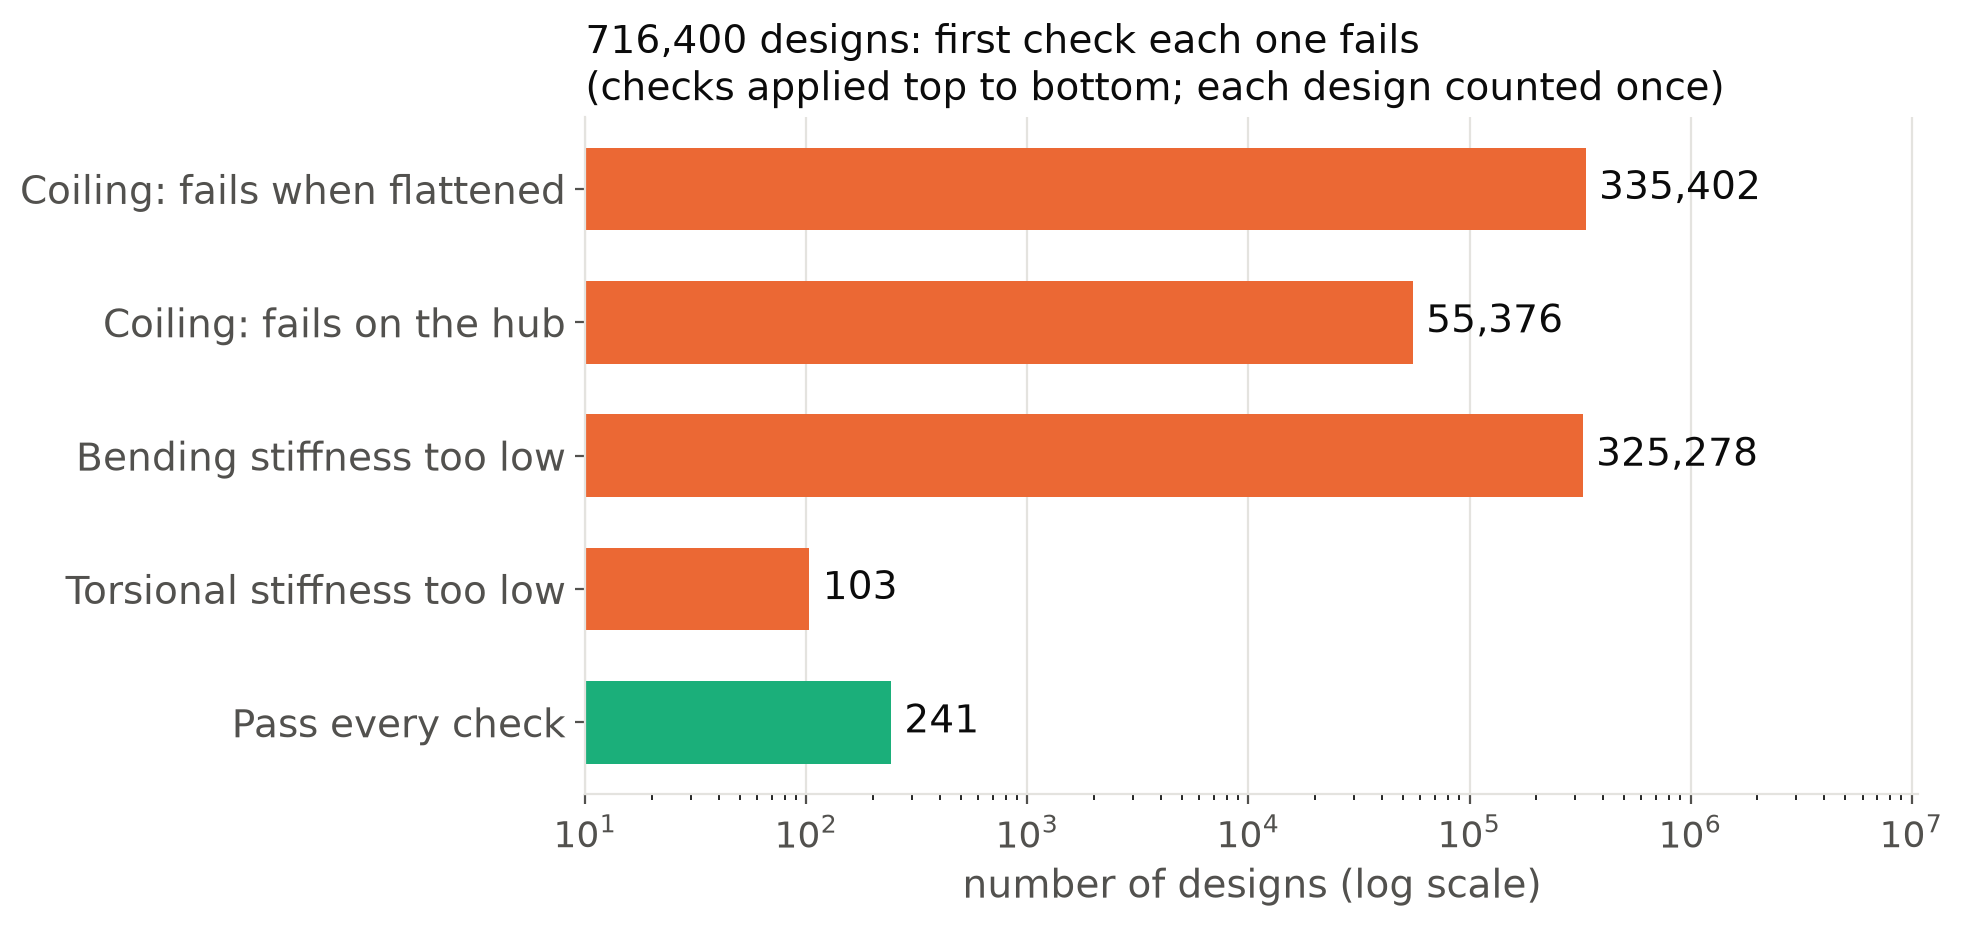 716,400 designs: first check each one fails
(checks applied top to bottom; each design counted once)
Coiling: fails when flattened
335,402
Coiling: fails on the hub
55,376
Bending stiffness too low
325,278
Torsional stiffness too low
103
Pass every check
241
10¹ 10² 10³ 10⁴ 10⁵ 10⁶ 10⁷
number of designs (log scale)